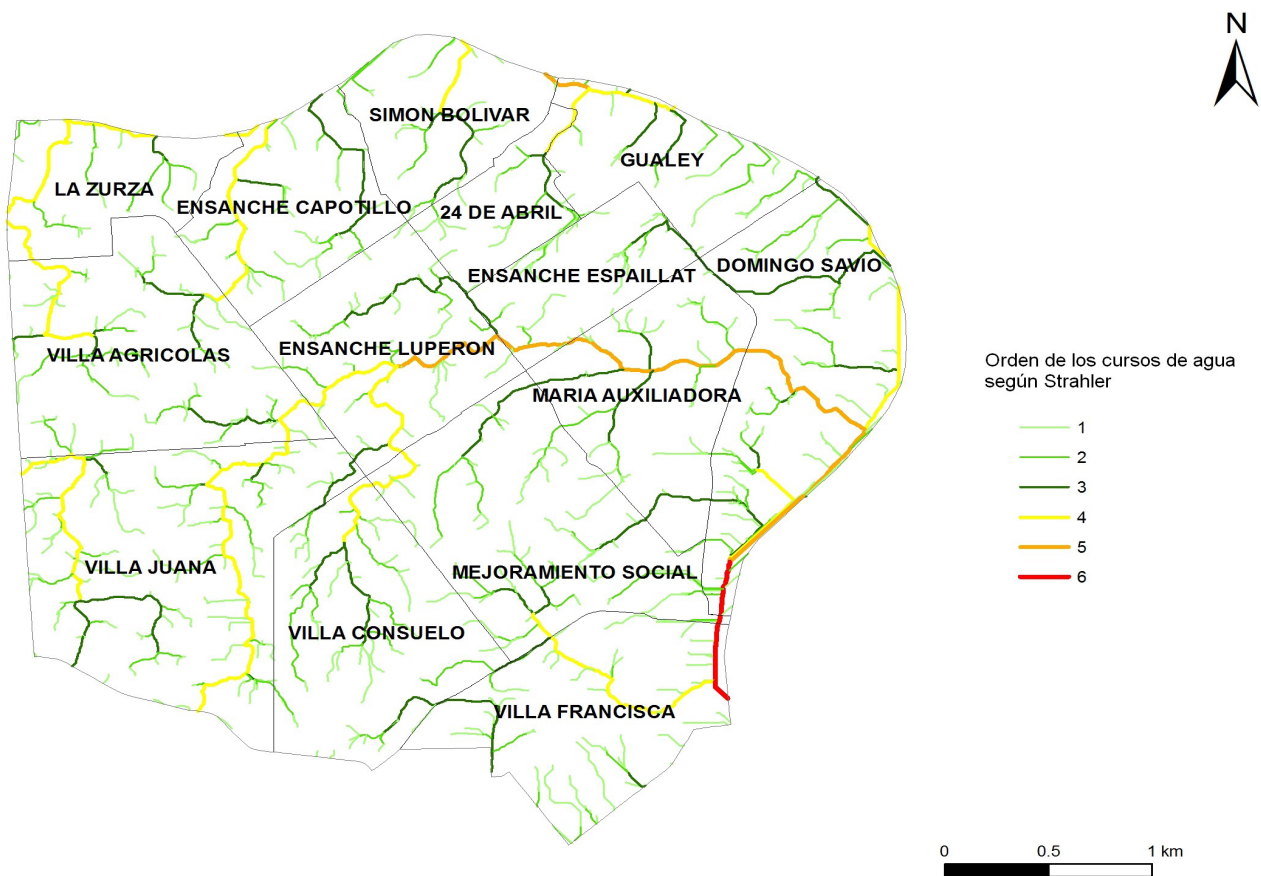 N
SIMON BOLIVAR
GUALEY
LA ZURZA
ENSANCHE CAPOTILLO
24 DE ABRIL
ENSANCHE ESPAILLAT
DOMINGO SAVIO
VILLA AGRICOLAS
ENSANCHE LUPERON
MARIA AUXILIADORA
VILLA JUANA
MEJORAMIENTO SOCIAL
VILLA CONSUELO
VILLA FRANCISCA
Orden de los cursos de agua
según Strahler
1
2
3
4
5
6
0 0.5 1 km